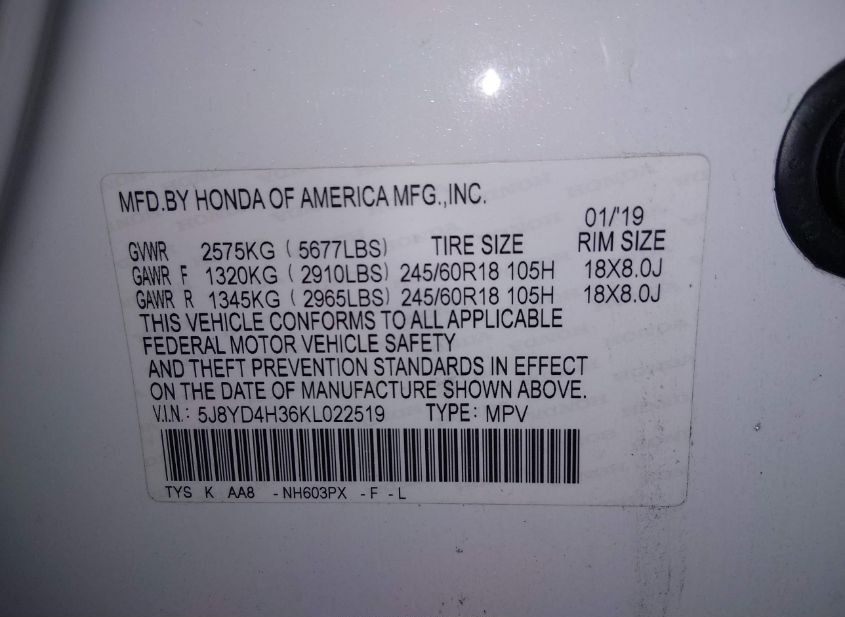 MFD.BY HONDA OF AMERICA MFG.,INC.
01/'19
GVWR 2575KG ( 5677LBS) TIRE SIZE RIM SIZE
GAWR F 1320KG ( 2910LBS) 245/60R18 105H 18X8.0J
GAWR R 1345KG ( 2965LBS) 245/60R18 105H 18X8.0J
THIS VEHICLE CONFORMS TO ALL APPLICABLE
FEDERAL MOTOR VEHICLE SAFETY
AND THEFT PREVENTION STANDARDS IN EFFECT
ON THE DATE OF MANUFACTURE SHOWN ABOVE.
V.I.N.: 5J8YD4H36KL022519 TYPE: MPV
TYS K AA8 -NH603PX -F -L